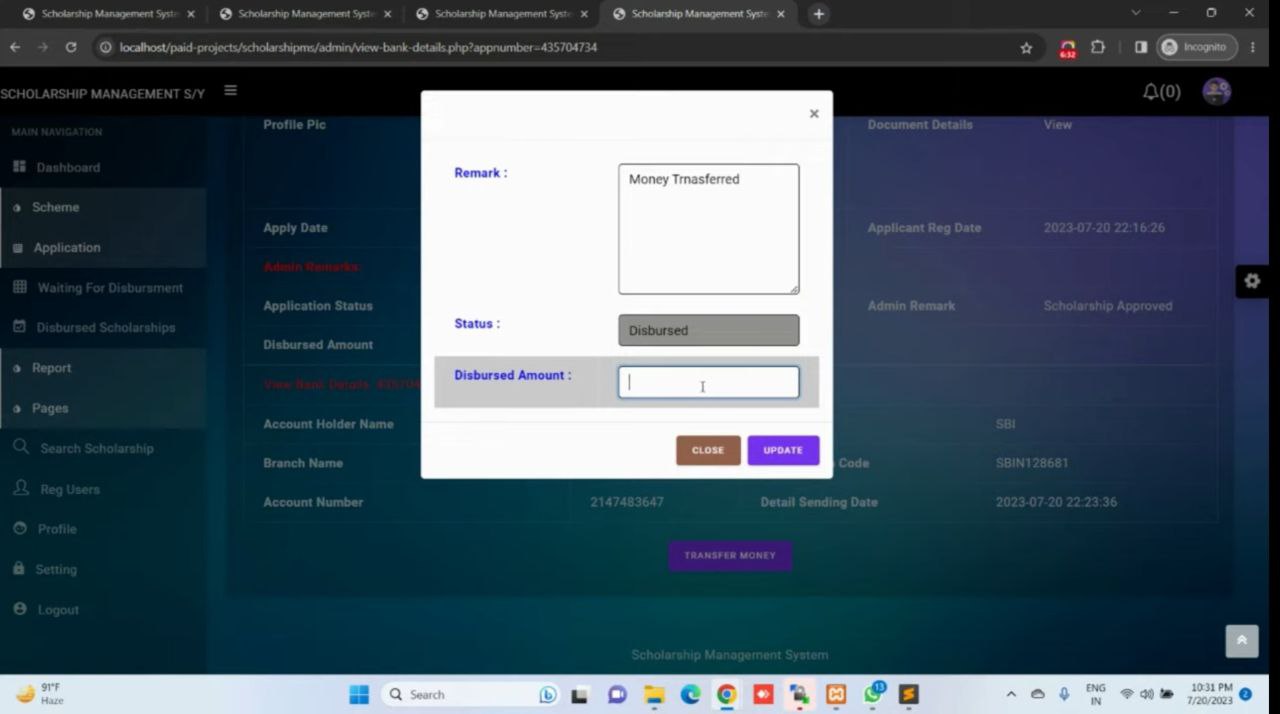 Scholarship Management Syste
Scholarship Management Syste
Scholarship Management Syste
Scholarship Management Syste
localhost/paid-projects/scholarshipms/admin/view-bank-details.php?appnumber=435704734
6:32
Incognito
SCHOLARSHIP MANAGEMENT S/Y
(0)
MAIN NAVIGATION
Dashboard
Scheme
Application
Waiting For Disbursment
Disbursed Scholarships
Report
Pages
Search Scholarship
Reg Users
Profile
Setting
Logout
Profile Pic
Document Details View
Apply Date
Applicant Reg Date 2023-07-20 22:16:26
Admin Remarks:
Application Status
Admin Remark Scholarship Approved
Disbursed Amount
View Bank Details 435704
Account Holder Name
SBI
Branch Name
Code SBIN128681
Account Number 2147483647 Detail Sending Date 2023-07-20 22:23:36
TRANSFER MONEY
×
Remark :
Money Trnasferred
Status :
Disbursed
Disbursed Amount :
CLOSE UPDATE
Scholarship Management System
91°F
Haze
Search
13
ENG
IN
10:31 PM
7/20/2023
2